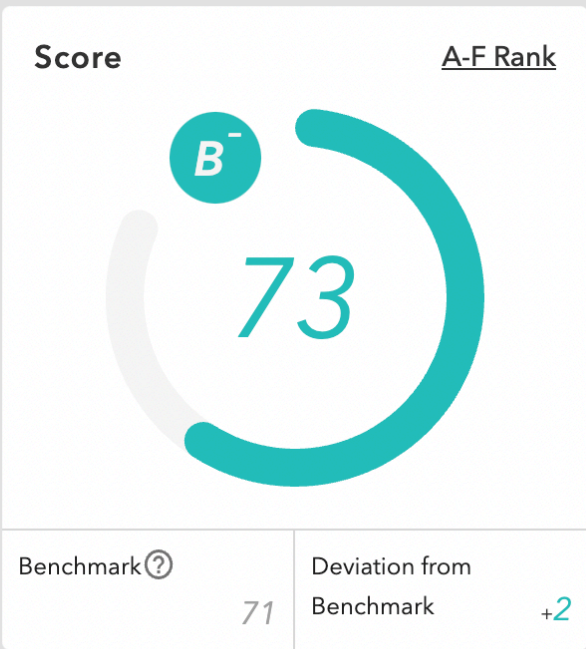 Score
A-F Rank
B-
73
Benchmark ?
71
Deviation from
Benchmark
+2